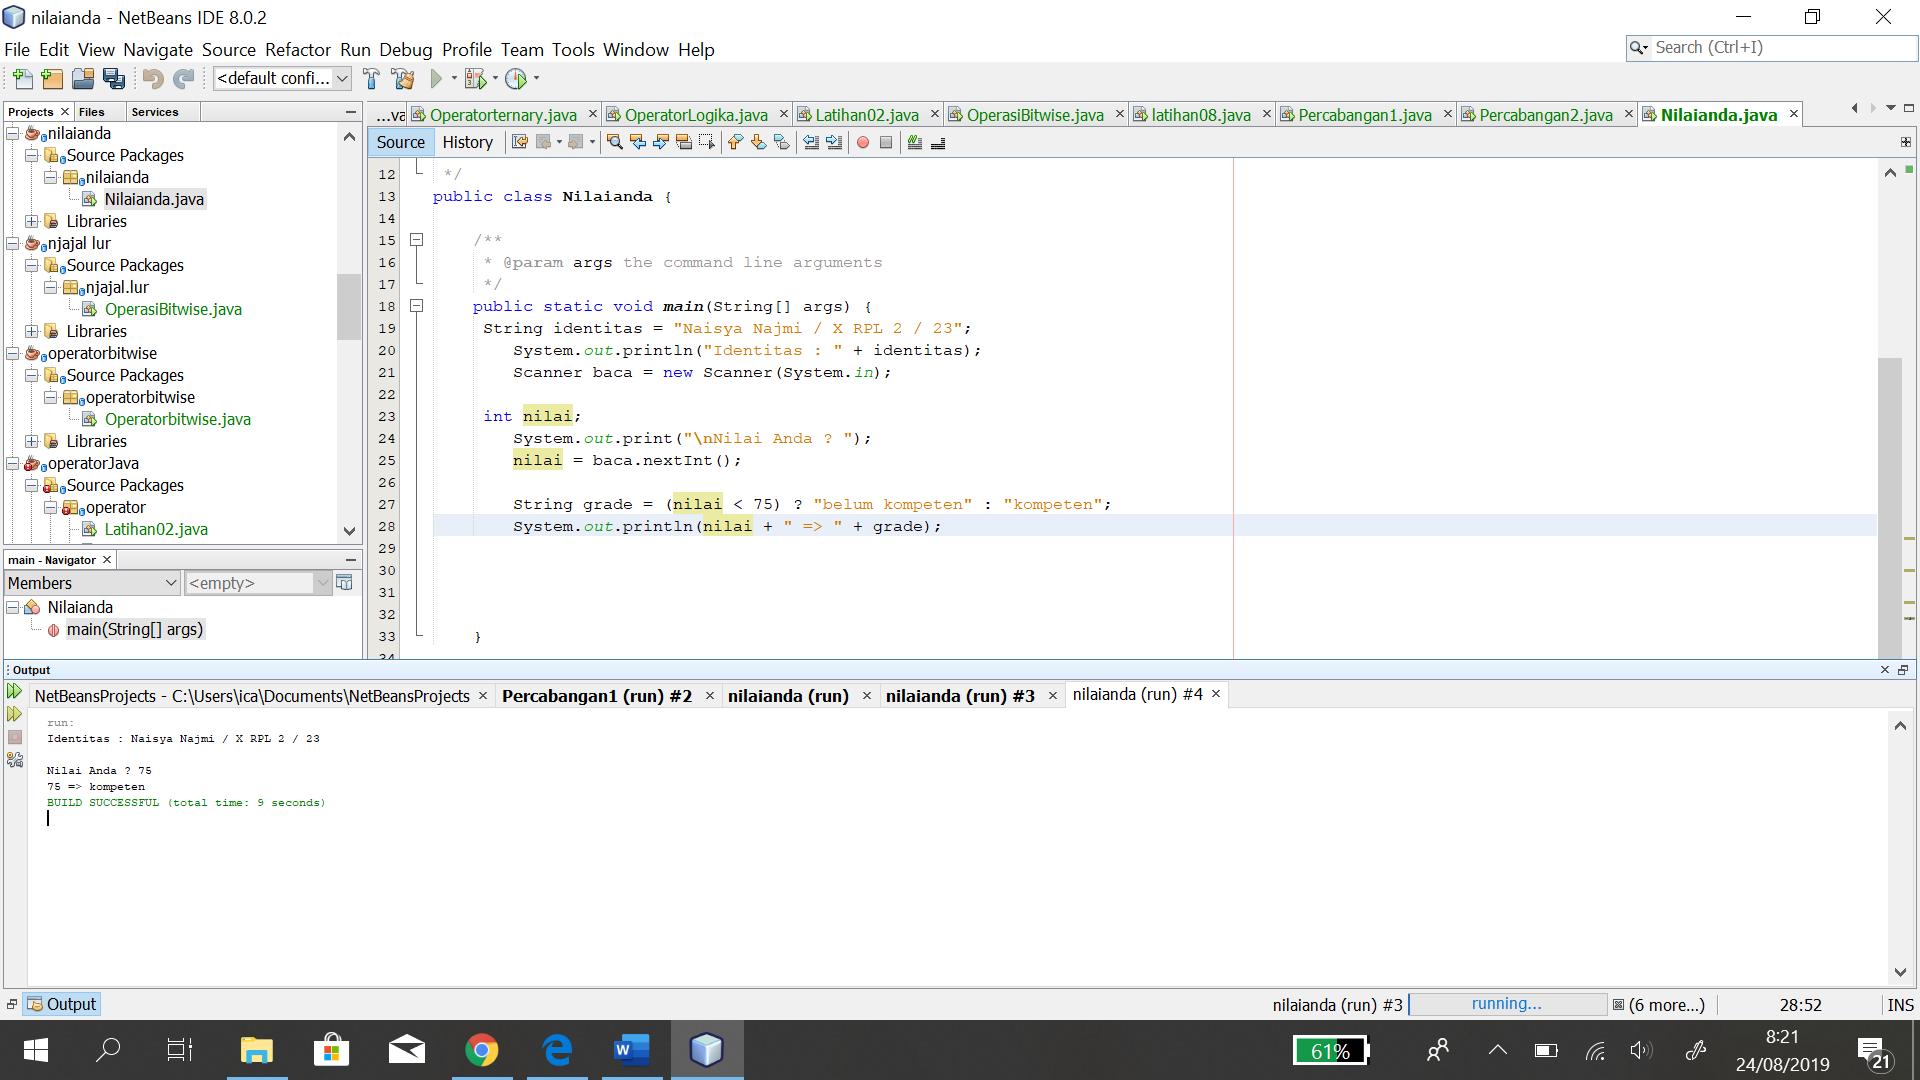 nilaianda - NetBeans IDE 8.0.2
File Edit View Navigate Source Refactor Run Debug Profile Team Tools Window Help
Search (Ctrl+I)
<default confi...
Projects Files Services
...va Operatorternary.java OperatorLogika.java Latihan02.java OperasiBitwise.java latihan08.java Percabangan1.java Percabangan2.java Nilaianda.java
Source History
nilaianda
Source Packages
nilaianda
Nilaianda.java
Libraries
njajal lur
Source Packages
njajal.lur
OperasiBitwise.java
Libraries
operatorbitwise
Source Packages
operatorbitwise
Operatorbitwise.java
Libraries
operatorJava
Source Packages
operator
Latihan02.java
main - Navigator
Members <empty>
Nilaianda
main(String[] args)
12 */
13 public class Nilaianda {
14
15 /**
16 * @param args the command line arguments
17 */
18 public static void main(String[] args) {
19 String identitas = "Naisya Najmi / X RPL 2 / 23";
20 System.out.println("Identitas : " + identitas);
21 Scanner baca = new Scanner(System.in);
22
23 int nilai;
24 System.out.print("\nNilai Anda ? ");
25 nilai = baca.nextInt();
26
27 String grade = (nilai < 75) ? "belum kompeten" : "kompeten";
28 System.out.println(nilai + " => " + grade);
29
30
31
32
33 }
34
Output
NetBeansProjects - C:\Users\ica\Documents\NetBeansProjects Percabangan1 (run) #2 nilaianda (run) nilaianda (run) #3 nilaianda (run) #4
run:
Identitas : Naisya Najmi / X RPL 2 / 23
Nilai Anda ? 75
75 => kompeten
BUILD SUCCESSFUL (total time: 9 seconds)
Output
nilaianda (run) #3 running... (6 more...) 28:52 INS
61%
8:21
24/08/2019
21